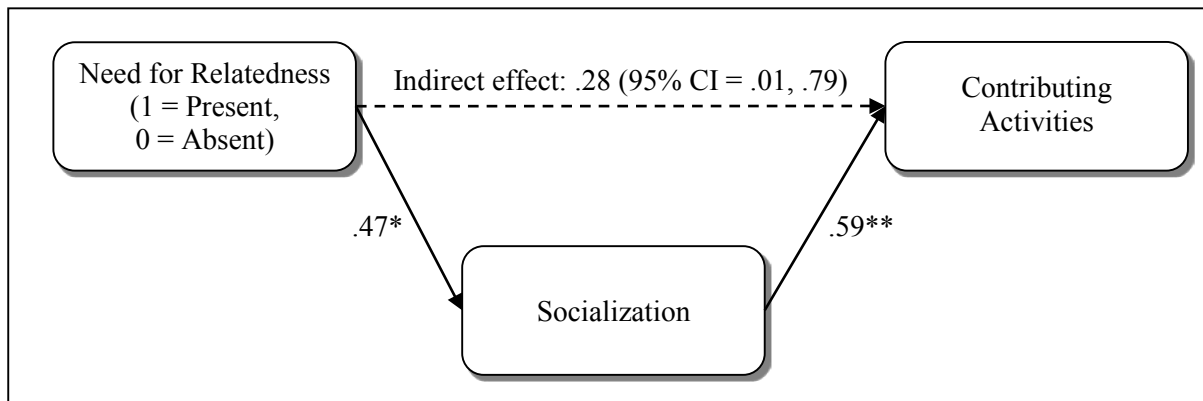 Need for Relatedness
(1 = Present,
0 = Absent)
Indirect effect: .28 (95% CI = .01, .79)
Contributing
Activities
.47*
.59**
Socialization